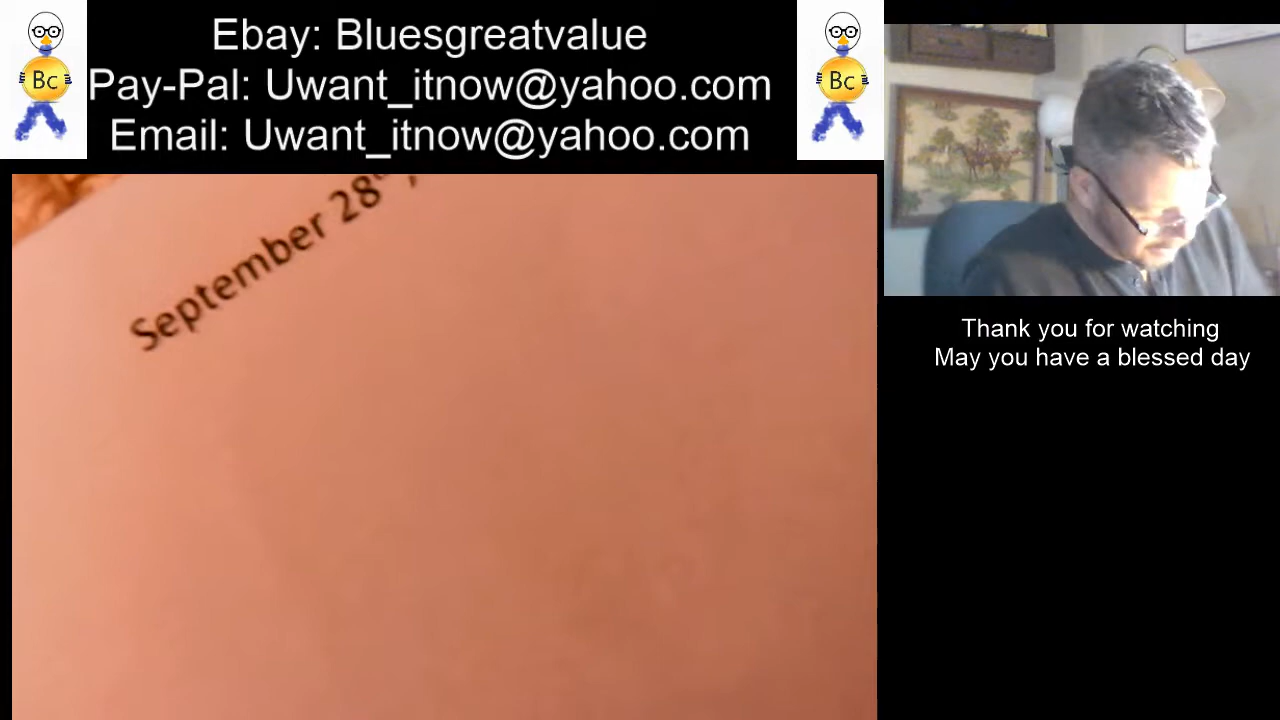 Ebay: Bluesgreatvalue
Pay-Pal: Uwant_itnow@yahoo.com
Email: Uwant_itnow@yahoo.com
Bc
Bc
September 28th,
Thank you for watching
May you have a blessed day